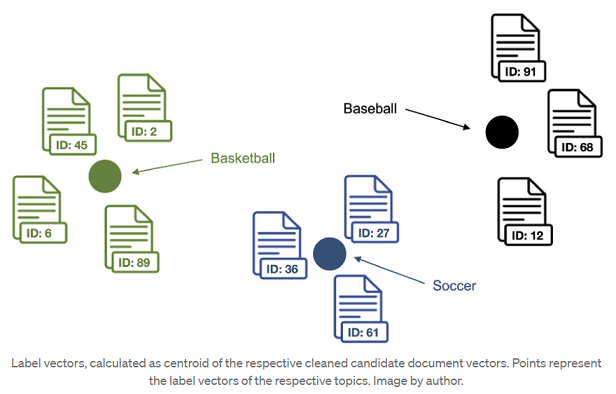 ID: 91
ID: 45
ID: 2
Baseball
ID: 68
Basketball
ID: 6
ID: 27
ID: 12
ID: 89
ID: 36
Soccer
ID: 61
Label vectors, calculated as centroid of the respective cleaned candidate document vectors. Points represent
the label vectors of the respective topics. Image by author.